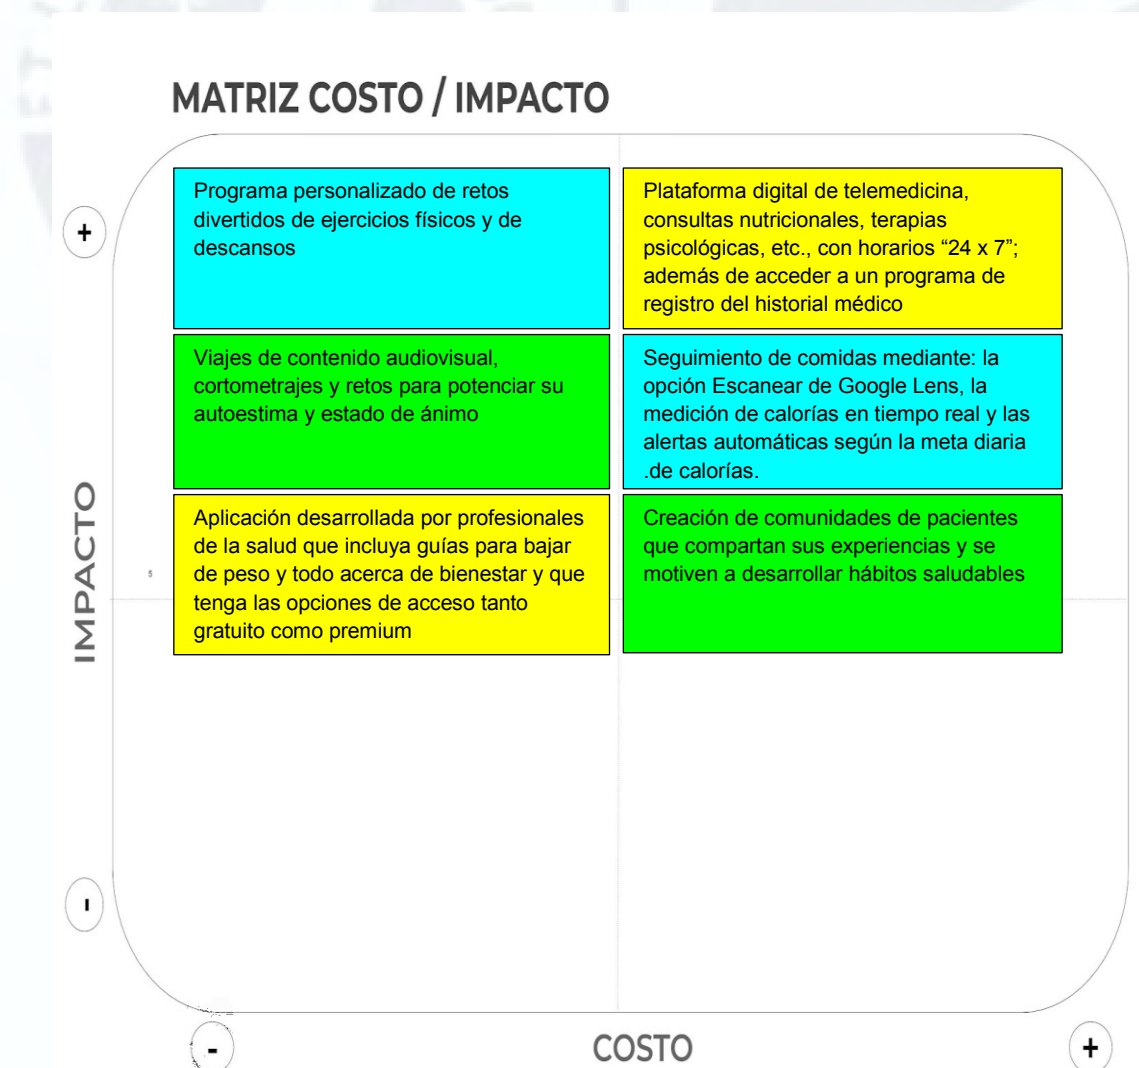 MATRIZ COSTO / IMPACTO
+
Programa personalizado de retos
divertidos de ejercicios físicos y de
descansos
Plataforma digital de telemedicina,
consultas nutricionales, terapias
psicológicas, etc., con horarios “24 x 7”;
además de acceder a un programa de
registro del historial médico
Viajes de contenido audiovisual,
cortometrajes y retos para potenciar su
autoestima y estado de ánimo
Seguimiento de comidas mediante: la
opción Escanear de Google Lens, la
medición de calorías en tiempo real y las
alertas automáticas según la meta diaria
.de calorías.
IMPACTO
5
Aplicación desarrollada por profesionales
de la salud que incluya guías para bajar
de peso y todo acerca de bienestar y que
tenga las opciones de acceso tanto
gratuito como premium
Creación de comunidades de pacientes
que compartan sus experiencias y se
motiven a desarrollar hábitos saludables
-
-
COSTO
+